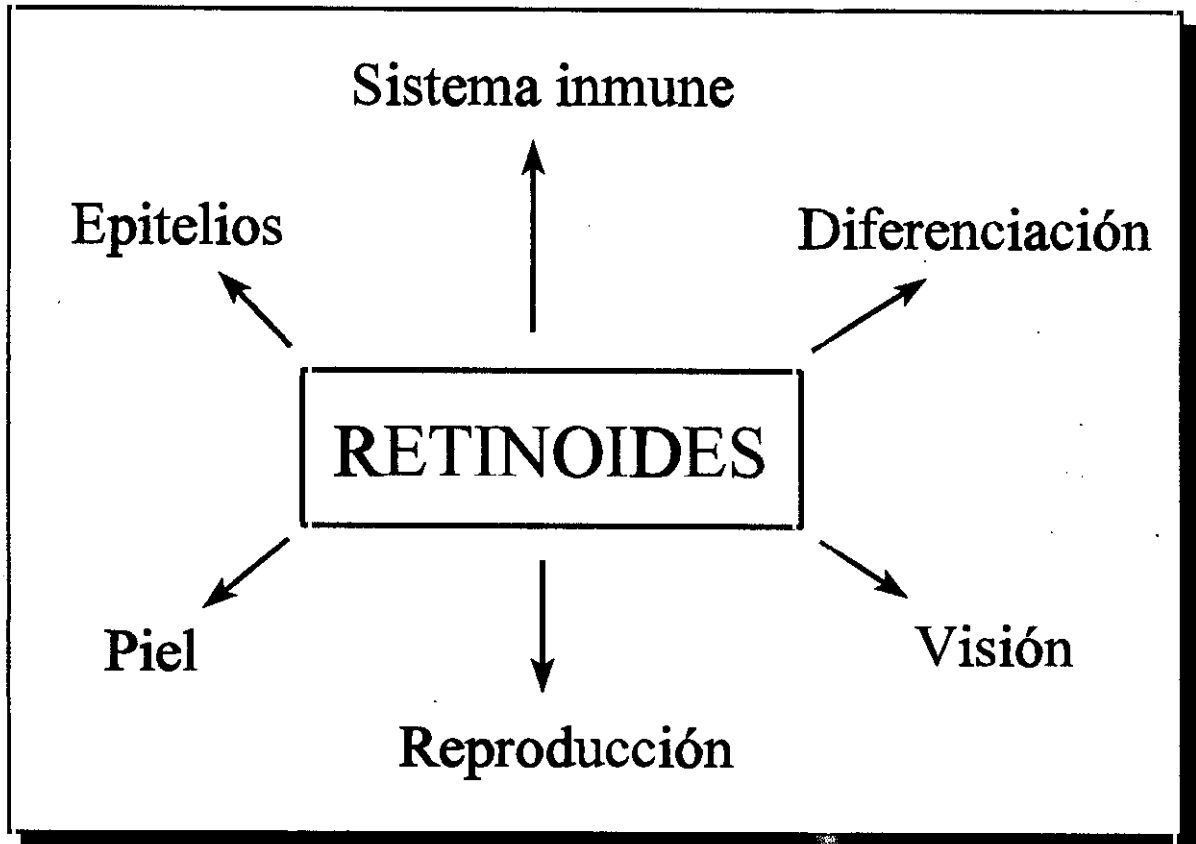 Sistema inmune
Epitelios
Diferenciación
RETINOIDES
Piel
Visión
Reproducción